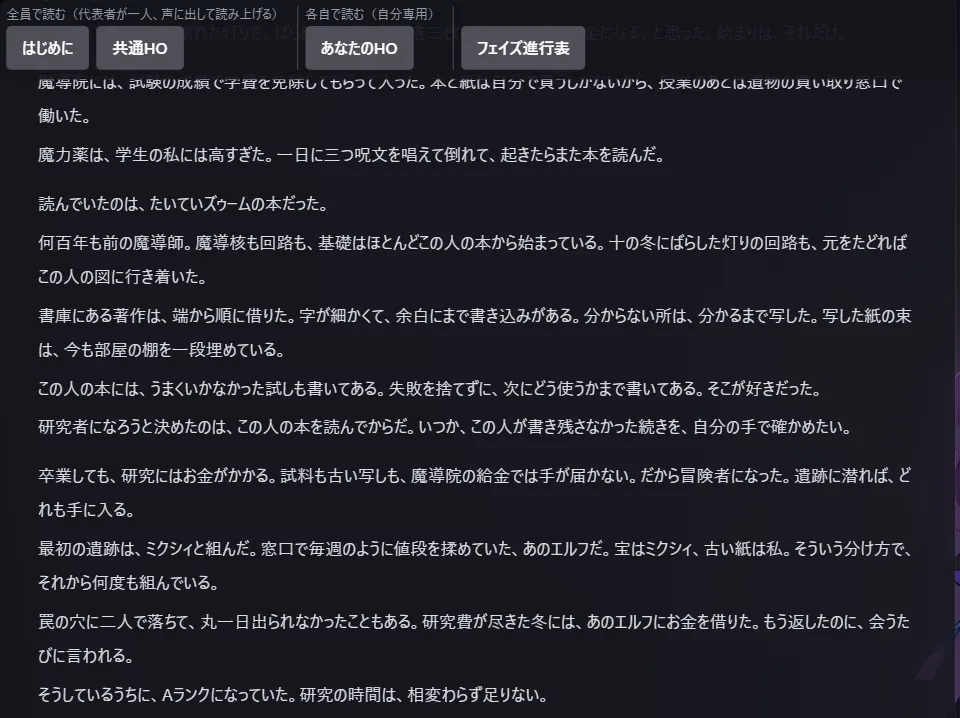 全員で読む（代表者が一人、声に出して読み上げる）
各自で読む（自分専用）
はじめに
共通HO
あなたのHO
フェイズ進行表
金になる、と思った。始まりは、それだけ。
魔導院には、試験の成績で学費を免除してもらって入った。本と紙は自分で買うしかないから、授業のあとは遺物の買い取り窓口で
働いた。
魔力薬は、学生の私には高すぎた。一日に三つ呪文を唱えて倒れて、起きたらまた本を読んだ。
読んでいたのは、たいていズゥームの本だった。
何百年も前の魔導師。魔導核も回路も、基礎はほとんどこの人の本から始まっている。十の冬にばらした灯りの回路も、元をたどれば
この人の図に行き着いた。
書庫にある著作は、端から順に借りた。字が細かくて、余白にまで書き込みがある。分からない所は、分かるまで写した。写した紙の束
は、今も部屋の棚を一段埋めている。
この人の本には、うまくいかなかった試しも書いてある。失敗を捨てずに、次にどう使うかまで書いてある。そこが好きだった。
研究者になろうと決めたのは、この人の本を読んでからだ。いつか、この人が書き残さなかった続きを、自分の手で確かめたい。
卒業しても、研究にはお金がかかる。試料も古い写しも、魔導院の給金では手が届かない。だから冒険者になった。遺跡に潜れば、ど
れも手に入る。
最初の遺跡は、ミクシィと組んだ。窓口で毎週のように値段を揉めていた、あのエルフだ。宝はミクシィ、古い紙は私。そういう分け方で、
それから何度も組んでいる。
罠の穴に二人で落ちて、丸一日出られなかったこともある。研究費が尽きた冬には、あのエルフにお金を借りた。もう返したのに、会うた
びに言われる。
そうしているうちに、Aランクになっていた。研究の時間は、相変わらず足りない。